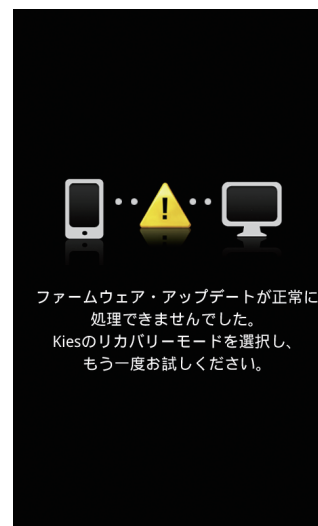 ファームウェア・アップデートが正常に
処理できませんでした。
Kiesのリカバリーモードを選択し、
もう一度お試しください。